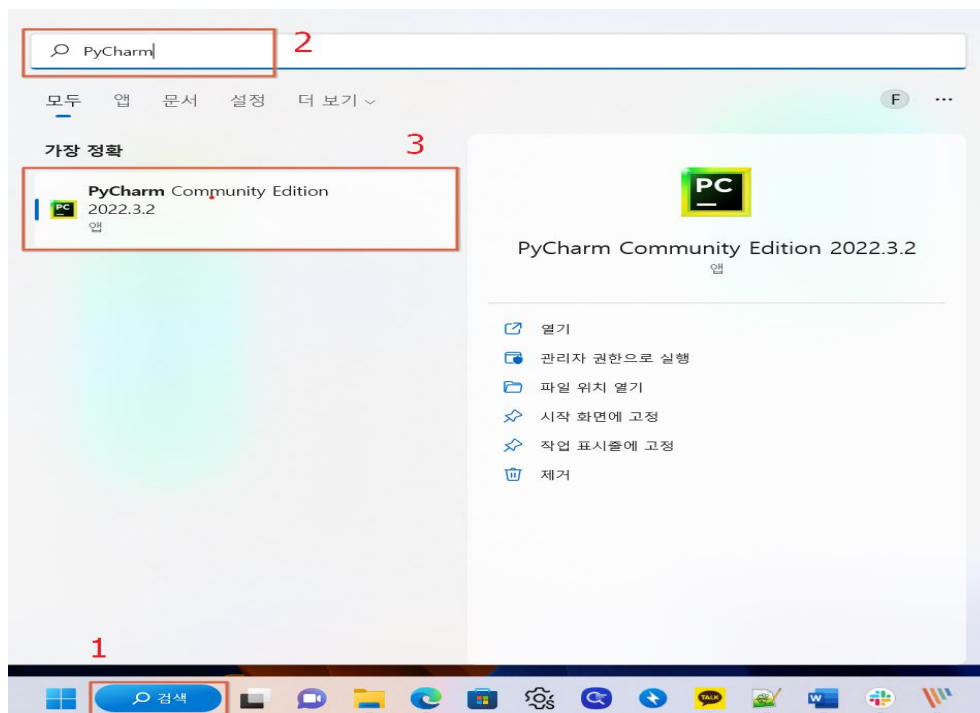 2
PyCharm
모두 앱 문서 설정 더 보기
F ...
가장 정확
3
PyCharm Community Edition
2022.3.2
앱
PC
PC
PyCharm Community Edition 2022.3.2
앱
열기
관리자 권한으로 실행
파일 위치 열기
시작 화면에 고정
작업 표시줄에 고정
제거
1
검색
TALK
W